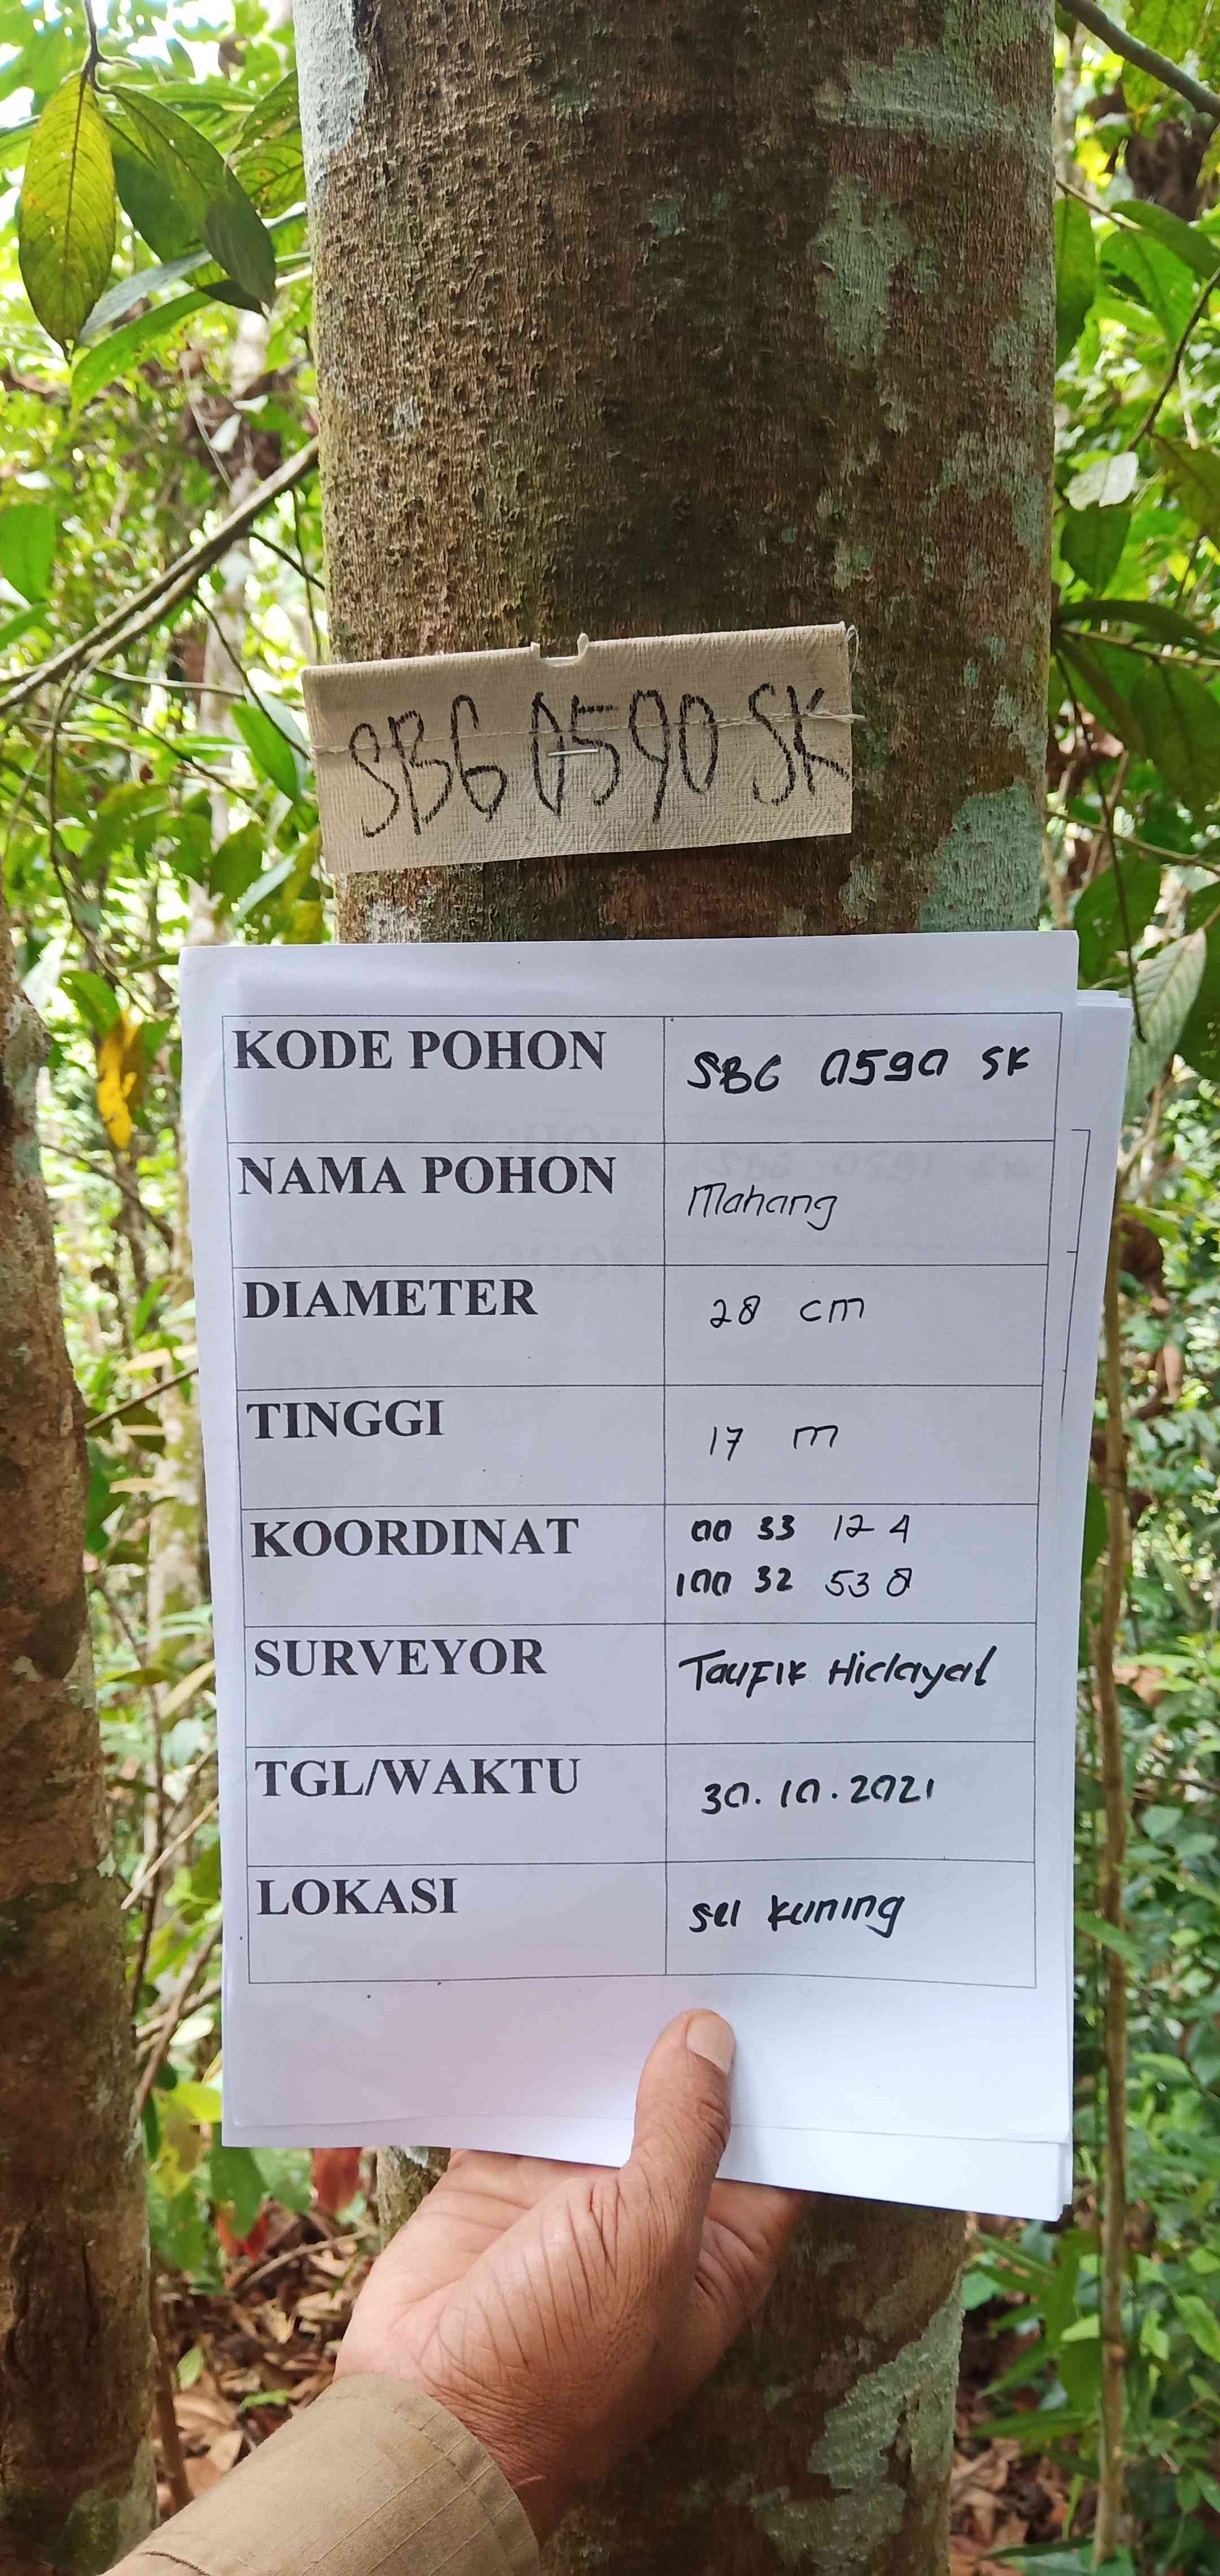 SBG 0590 SK
KODE POHON SBG 0590 SK
NAMA POHON Mahang
DIAMETER 28 cm
TINGGI 17 m
KOORDINAT 00 33 12 4
100 32 53 8
SURVEYOR Taufik Hidayat
TGL/WAKTU 30.10.2021
LOKASI sei kuning